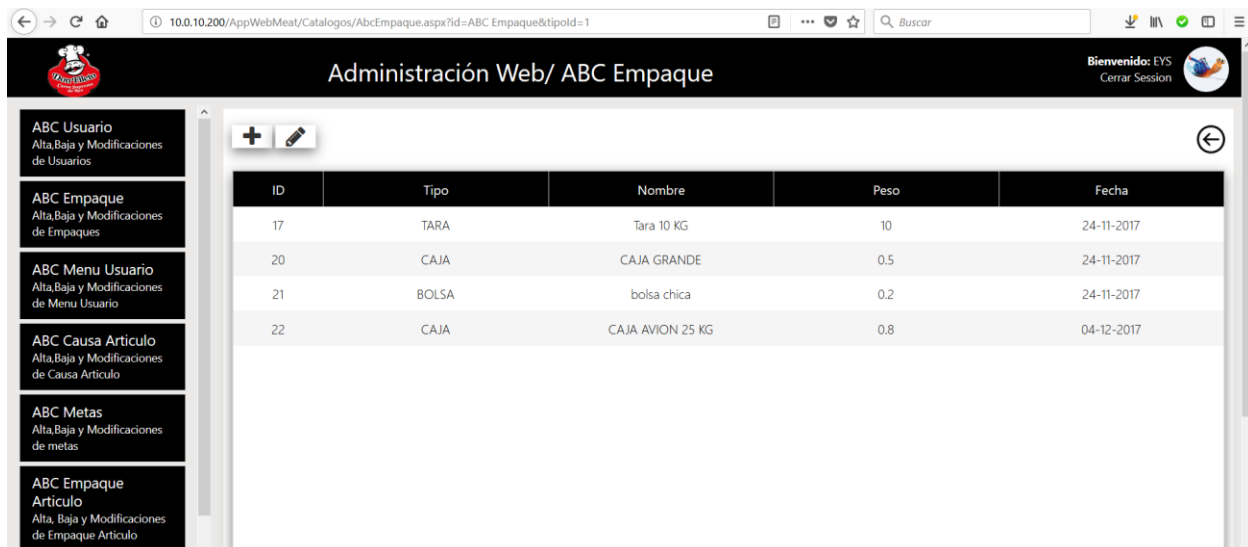 10.0.10.200/AppWebMeat/Catalogos/AbcEmpaque.aspx?id=ABC Empaque&tipoId=1
Buscar
Don Fileto
Administración Web/ ABC Empaque
Bienvenido: EYS
Cerrar Session
ABC Usuario
Alta,Baja y Modificaciones
de Usuarios
ABC Empaque
Alta,Baja y Modificaciones
de Empaques
ABC Menu Usuario
Alta,Baja y Modificaciones
de Menu Usuario
ABC Causa Articulo
Alta,Baja y Modificaciones
de Causa Articulo
ABC Metas
Alta,Baja y Modificaciones
de metas
ABC Empaque
Articulo
Alta, Baja y Modificaciones
de Empaque Articulo
ID Tipo Nombre Peso Fecha
17 TARA Tara 10 KG 10 24-11-2017
20 CAJA CAJA GRANDE 0.5 24-11-2017
21 BOLSA bolsa chica 0.2 24-11-2017
22 CAJA CAJA AVION 25 KG 0.8 04-12-2017